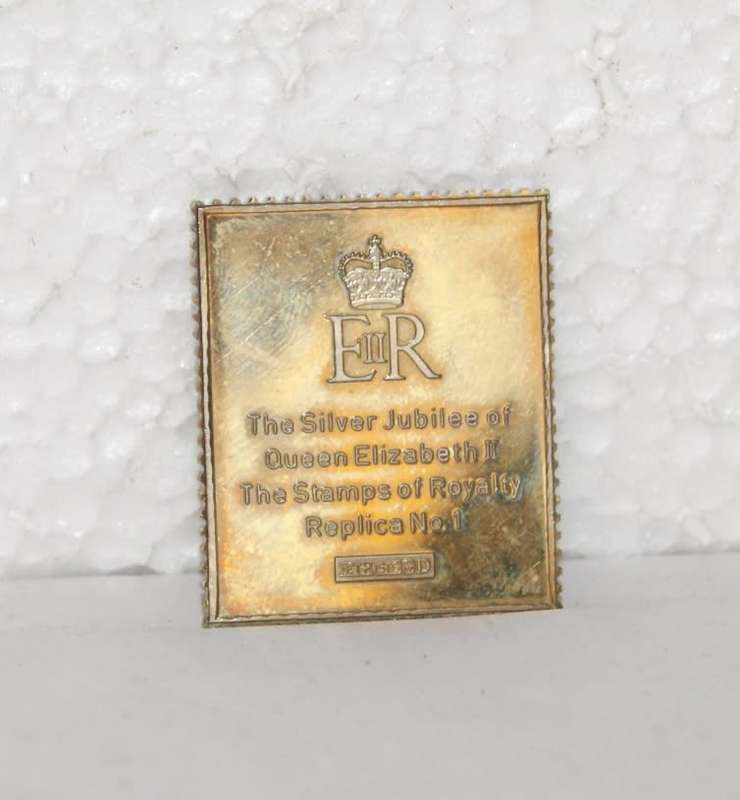 EIIR
The Silver Jubilee of
Queen Elizabeth II
The Stamps of Royalty
Replica No.1